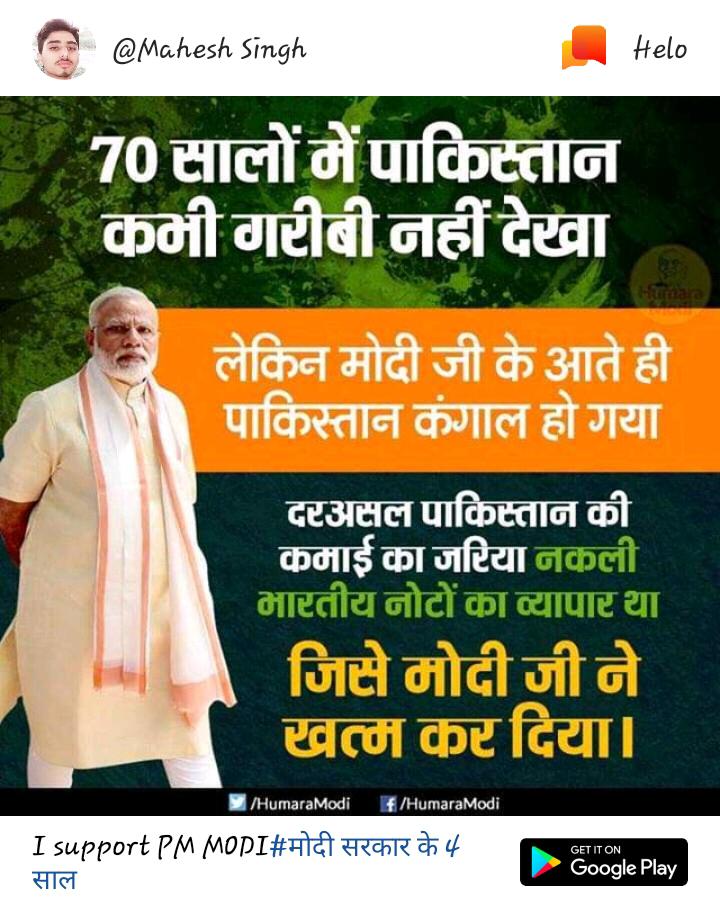 @Mahesh Singh
Helo
70 सालों में पाकिस्तान
कभी गरीबी नहीं देखा
Humara
लेकिन मोदी जी के आते ही
पाकिस्तान कंगाल हो गया
दरअसल पाकिस्तान की
कमाई का जरिया नकली
भारतीय नोटों का व्यापार था
जिसे मोदी जी ने
खत्म कर दिया।
/HumaraModi f /HumaraModi
I support PM MODI#मोदी सरकार के 4
साल
GET IT ON
Google Play